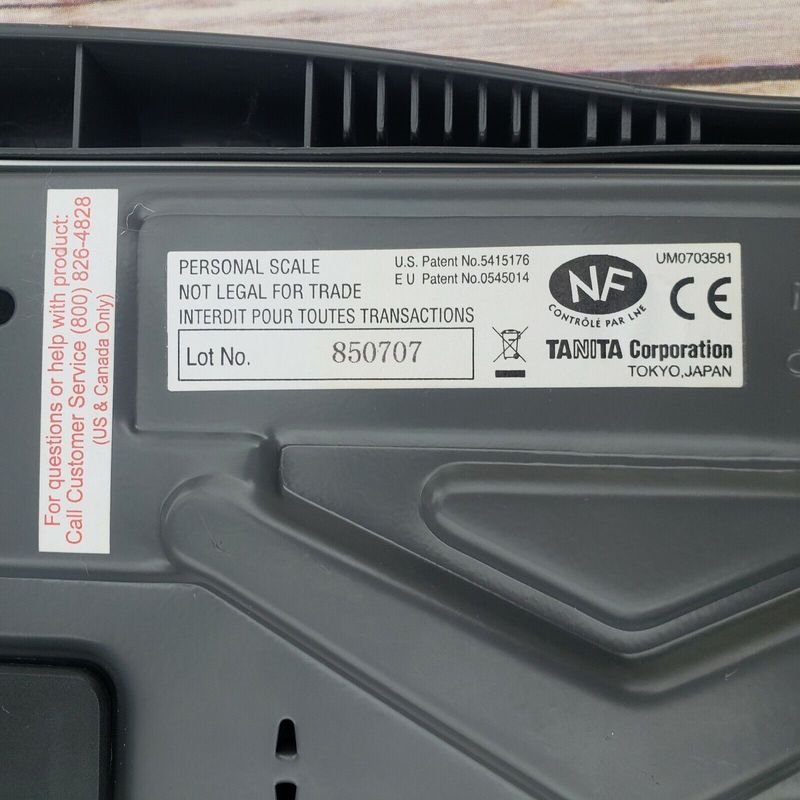 For questions or help with product:
Call Customer Service (800) 826-4828
(US & Canada Only)
PERSONAL SCALE
NOT LEGAL FOR TRADE
INTERDIT POUR TOUTES TRANSACTIONS
Lot No. 850707
U.S. Patent No.5415176
E U Patent No.0545014
NF
CONTRÔLÉ PAR LNE
UM0703581
CE
TANITA Corporation
TOKYO,JAPAN